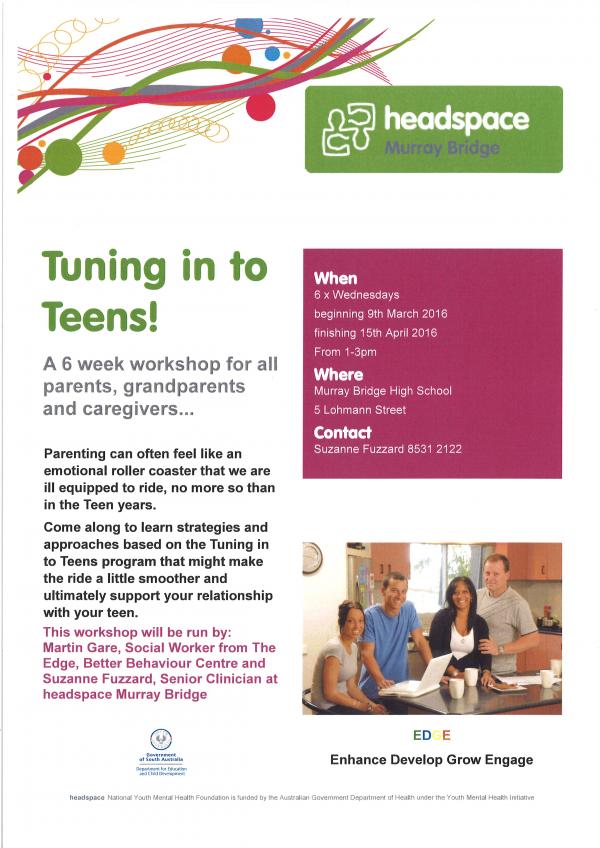 headspace
Murray Bridge
Tuning in to
Teens!
A 6 week workshop for all
parents, grandparents
and caregivers...
Parenting can often feel like an
emotional roller coaster that we are
ill equipped to ride, no more so than
in the Teen years.
Come along to learn strategies and
approaches based on the Tuning in
to Teens program that might make
the ride a little smoother and
ultimately support your relationship
with your teen.
This workshop will be run by:
Martin Gare, Social Worker from The
Edge, Better Behaviour Centre and
Suzanne Fuzzard, Senior Clinician at
headspace Murray Bridge
When
6 x Wednesdays
beginning 9th March 2016
finishing 15th April 2016
From 1-3pm
Where
Murray Bridge High School
5 Lohmann Street
Contact
Suzanne Fuzzard 8531 2122
Government
of South Australia
Department for Education
and Child Development
EDGE
Enhance Develop Grow Engage
headspace National Youth Mental Health Foundation is funded by the Australian Government Department of Health under the Youth Mental Health Initiative